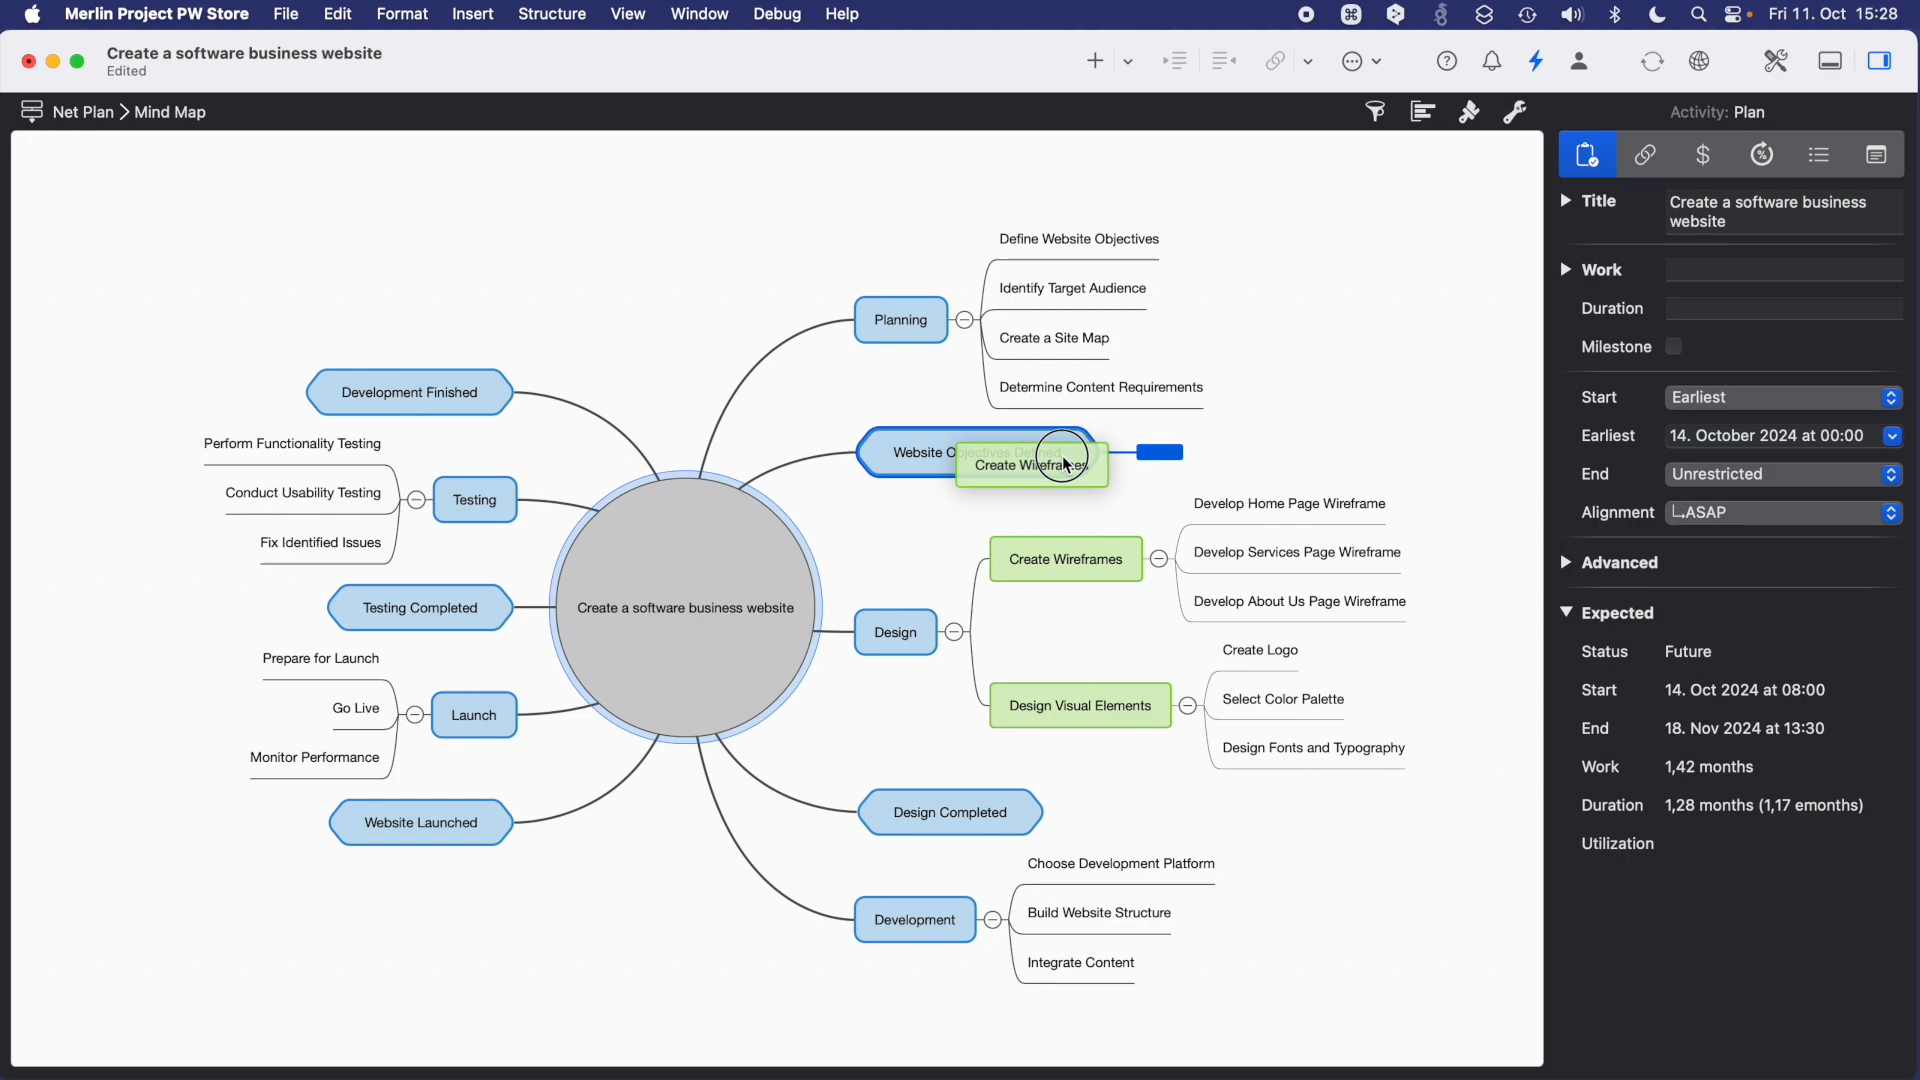 Merlin Project PW Store File Edit Format Insert Structure View Window Debug Help Fri 11. Oct 15:28
Create a software business website
Edited
Net Plan > Mind Map
Activity: Plan
Define Website Objectives
Identify Target Audience
Planning
Create a Site Map
Determine Content Requirements
Development Finished
Website Objectives Defined
Create Wireframes
Perform Functionality Testing
Conduct Usability Testing
Testing
Fix Identified Issues
Develop Home Page Wireframe
Create Wireframes
Develop Services Page Wireframe
Develop About Us Page Wireframe
Testing Completed
Create a software business website
Design
Create Logo
Design Visual Elements
Select Color Palette
Design Fonts and Typography
Prepare for Launch
Go Live
Launch
Monitor Performance
Website Launched
Design Completed
Choose Development Platform
Development
Build Website Structure
Integrate Content
Title Create a software business
website
Work
Duration
Milestone
Start Earliest
Earliest 14. October 2024 at 00:00
End Unrestricted
Alignment ASAP
Advanced
Expected
Status Future
Start 14. Oct 2024 at 08:00
End 18. Nov 2024 at 13:30
Work 1,42 months
Duration 1,28 months (1,17 emonths)
Utilization